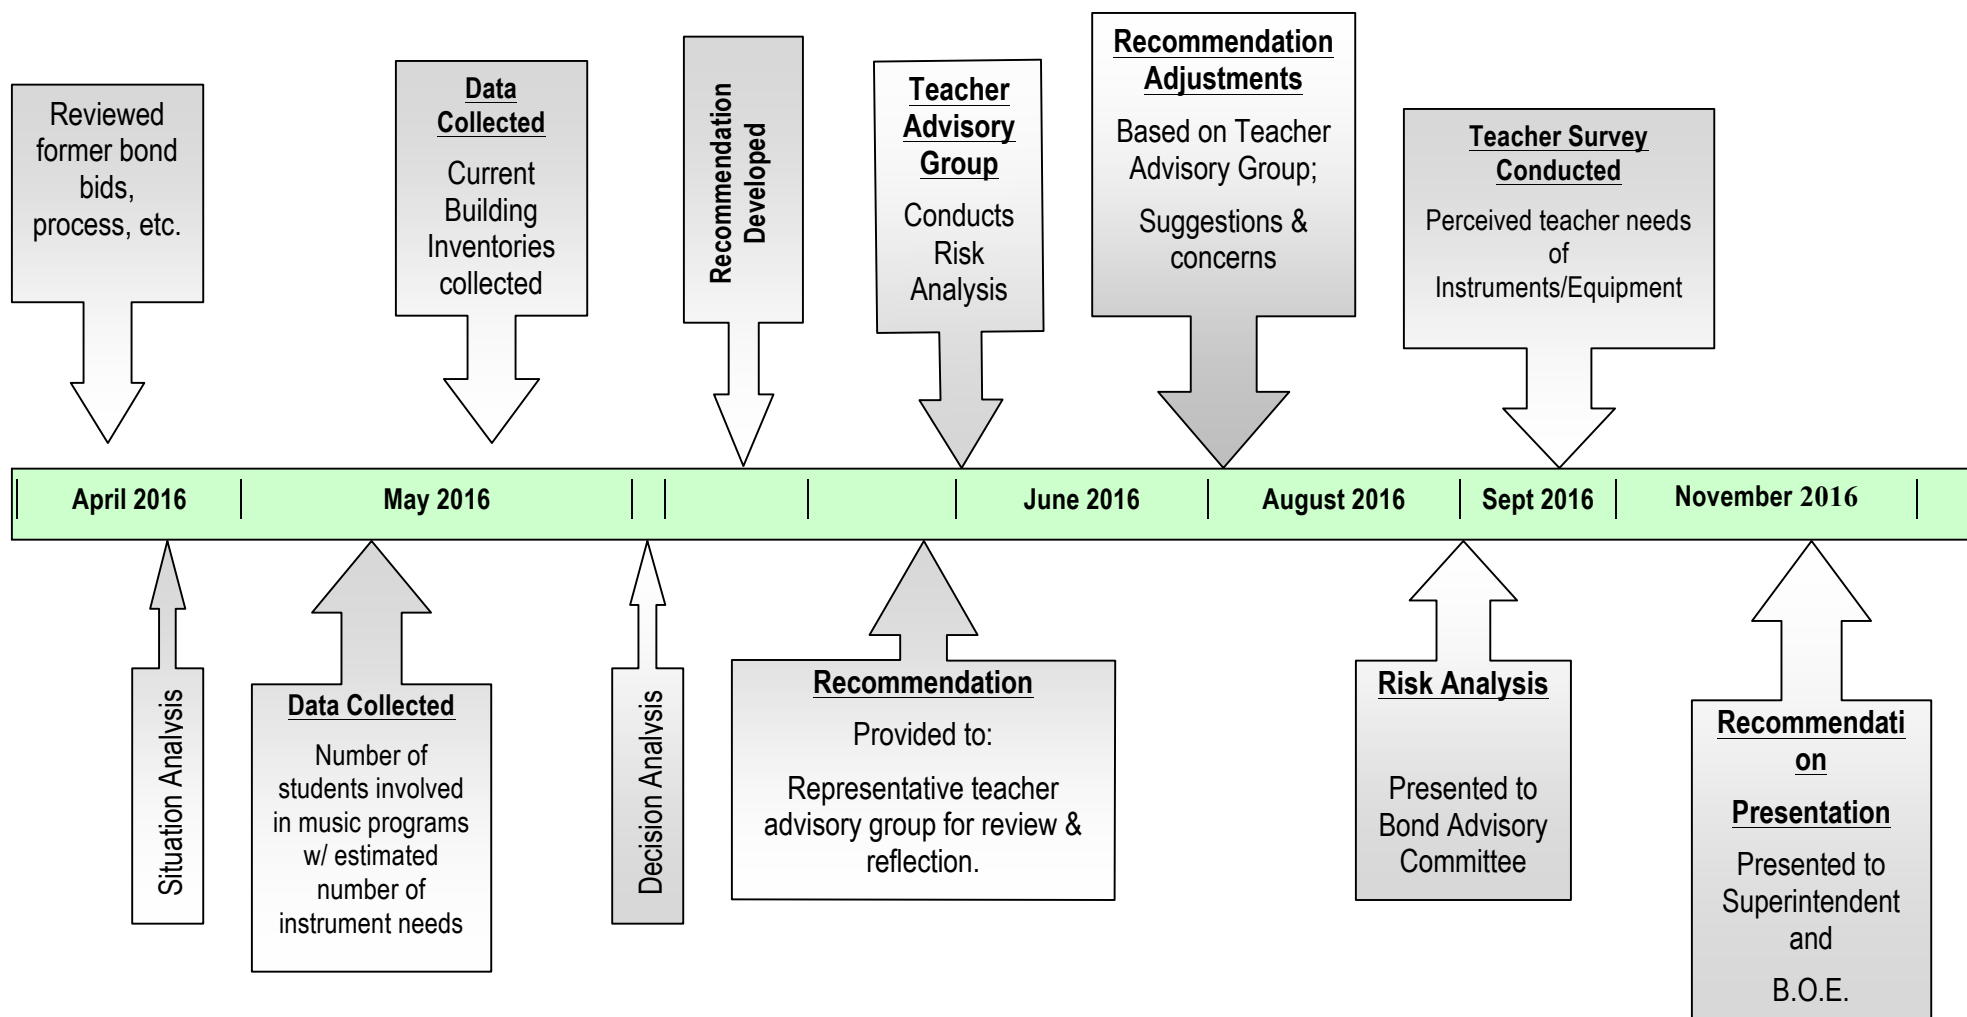 Reviewed
former bond
bids,
process, etc.
Data
Collected
Current
Building
Inventories
collected
Recommendation
Developed
Teacher
Advisory
Group
Conducts
Risk
Analysis
Recommendation
Adjustments
Based on Teacher
Advisory Group;
Suggestions &
concerns
Teacher Survey
Conducted
Perceived teacher needs
of
Instruments/Equipment
April 2016
May 2016
June 2016
August 2016
Sept 2016
November 2016
Situation Analysis
Data Collected
Number of
students involved
in music programs
w/ estimated
number of
instrument needs
Decision Analysis
Recommendation
Provided to:
Representative teacher
advisory group for review &
reflection.
Risk Analysis
Presented to
Bond Advisory
Committee
Recommendati
on
Presentation
Presented to
Superintendent
and
B.O.E.